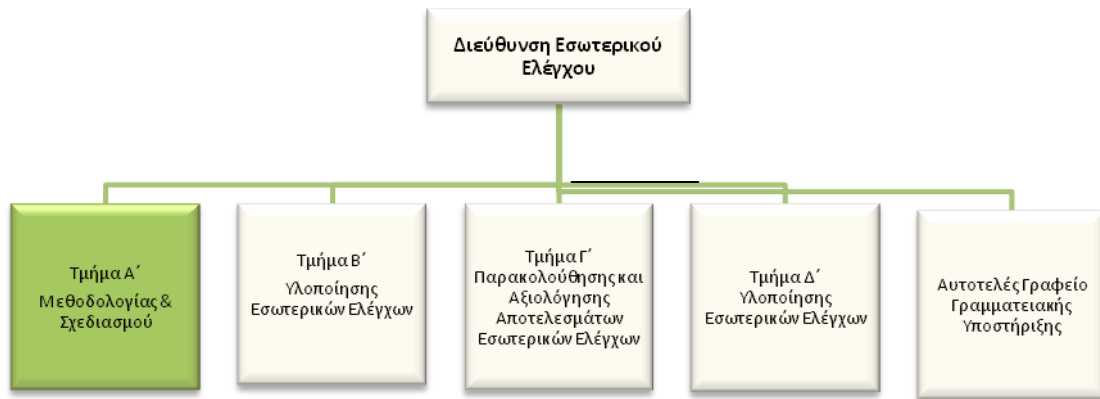 Διεύθυνση Εσωτερικού
Ελέγχου
Τμήμα Α΄
Μεθοδολογίας &
Σχεδιασμού
Τμήμα Β΄
Υλοποίησης
Εσωτερικών Ελέγχων
Τμήμα Γ΄
Παρακολούθησης και
Αξιολόγησης
Αποτελεσμάτων
Εσωτερικών Ελέγχων
Τμήμα Δ΄
Υλοποίησης
Εσωτερικών Ελέγχων
Αυτοτελές Γραφείο
Γραμματειακής
Υποστήριξης